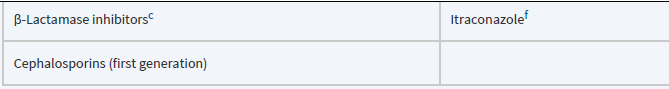 β-Lactamase inhibitorsᶜ
Itraconazoleᶠ
Cephalosporins (first generation)